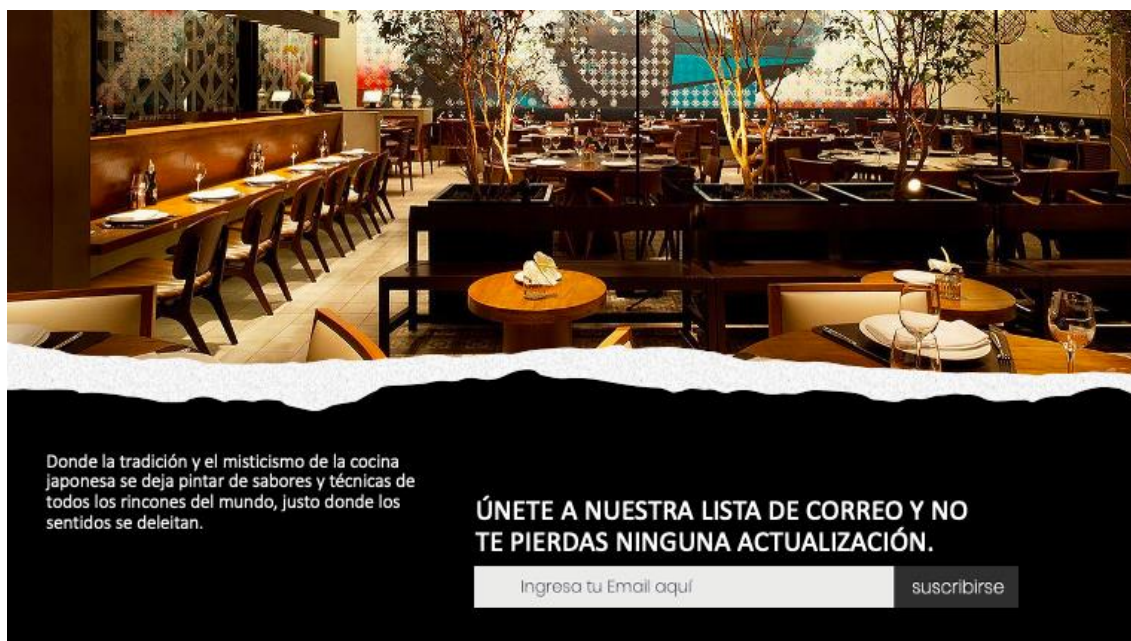 Donde la tradición y el misticismo de la cocina
japonesa se deja pintar de sabores y técnicas de
todos los rincones del mundo, justo donde los
sentidos se deleitan.
ÚNETE A NUESTRA LISTA DE CORREO Y NO
TE PIERDAS NINGUNA ACTUALIZACIÓN.
Ingresa tu Email aquí
suscribirse